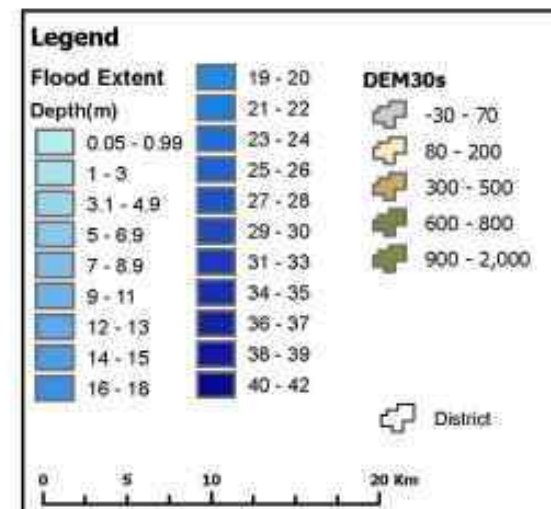 Legend
Flood Extent
Depth(m)
0.05 - 0.99
1 - 3
3.1 - 4.9
5 - 6.9
7 - 8.9
9 - 11
12 - 13
14 - 15
16 - 18
19 - 20
21 - 22
23 - 24
25 - 26
27 - 28
29 - 30
31 - 33
34 - 35
36 - 37
38 - 39
40 - 42
DEM30s
-30 - 70
80 - 200
300 - 500
600 - 800
900 - 2,000
District
0 5 10 20 Km